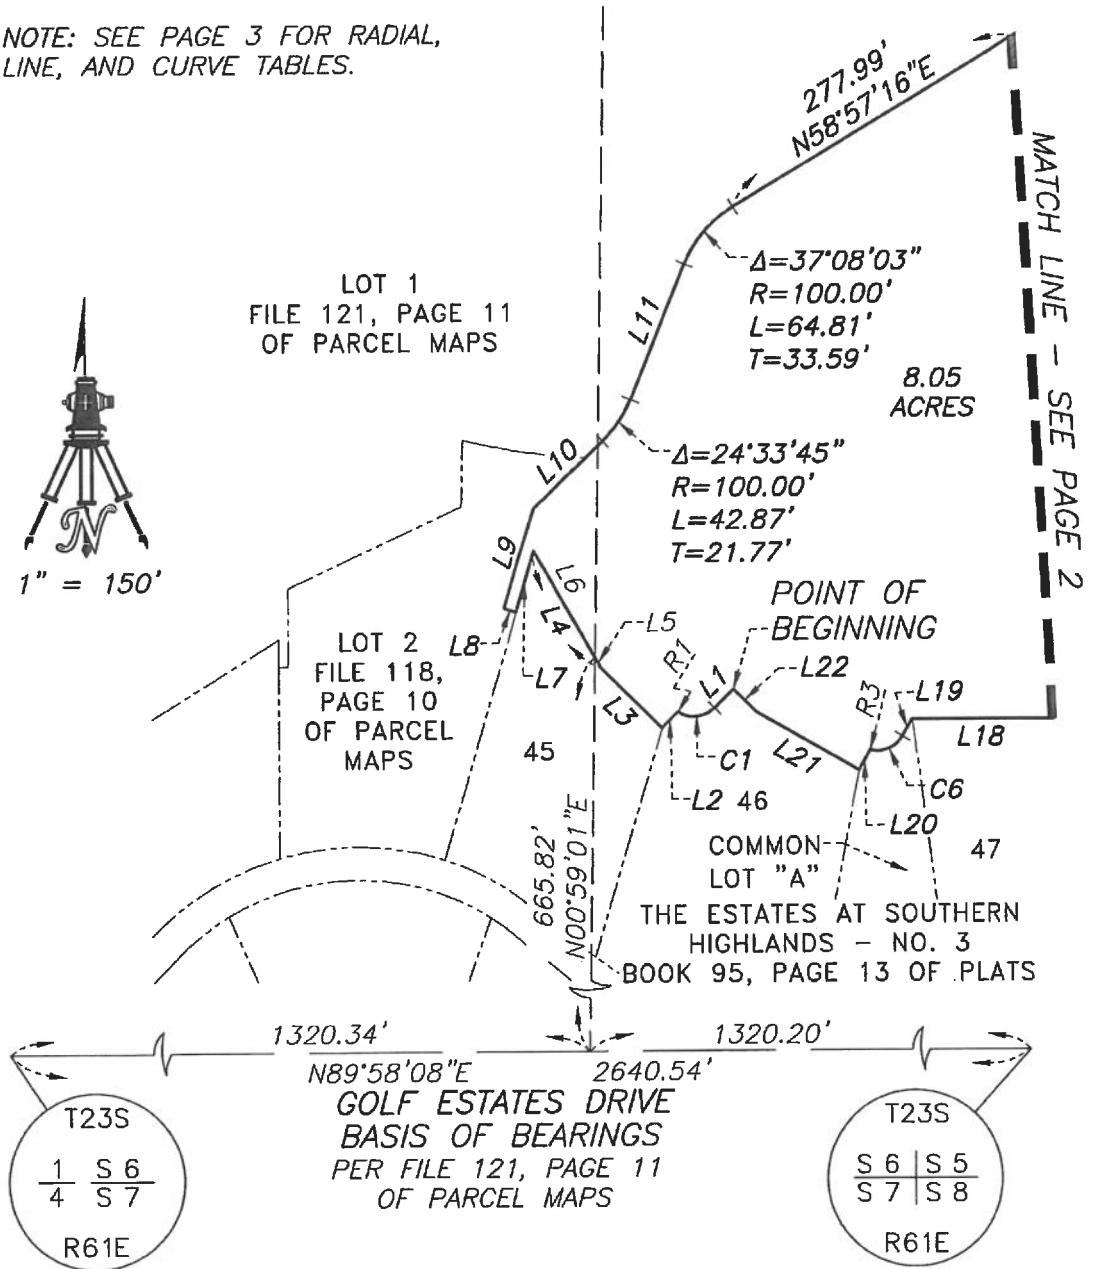 NOTE: SEE PAGE 3 FOR RADIAL,
LINE, AND CURVE TABLES.
277.99'
N58°57'16"E
MATCH LINE - SEE PAGE 2
Δ=37°08'03"
R=100.00'
L=64.81'
T=33.59'
LOT 1
FILE 121, PAGE 11
OF PARCEL MAPS
L11
8.05
ACRES
L10
Δ=24°33'45"
R=100.00'
L=42.87'
T=21.77'
N
1" = 150'
L9
L6
L4
L8
L7
L5
POINT OF
BEGINNING
LOT 2
FILE 118,
PAGE 10
OF PARCEL
MAPS
R1
L1
L22
R3
L19
L3
L18
45
C1
L21
C6
L2
46
L20
665.82'
N00°59'01"E
COMMON
LOT "A"
47
THE ESTATES AT SOUTHERN
HIGHLANDS - NO. 3
BOOK 95, PAGE 13 OF PLATS
1320.34'
1320.20'
N89°58'08"E
2640.54'
GOLF ESTATES DRIVE
BASIS OF BEARINGS
PER FILE 121, PAGE 11
OF PARCEL MAPS
T23S
1 S 6
4 S 7
R61E
T23S
S 6 S 5
S 7 S 8
R61E